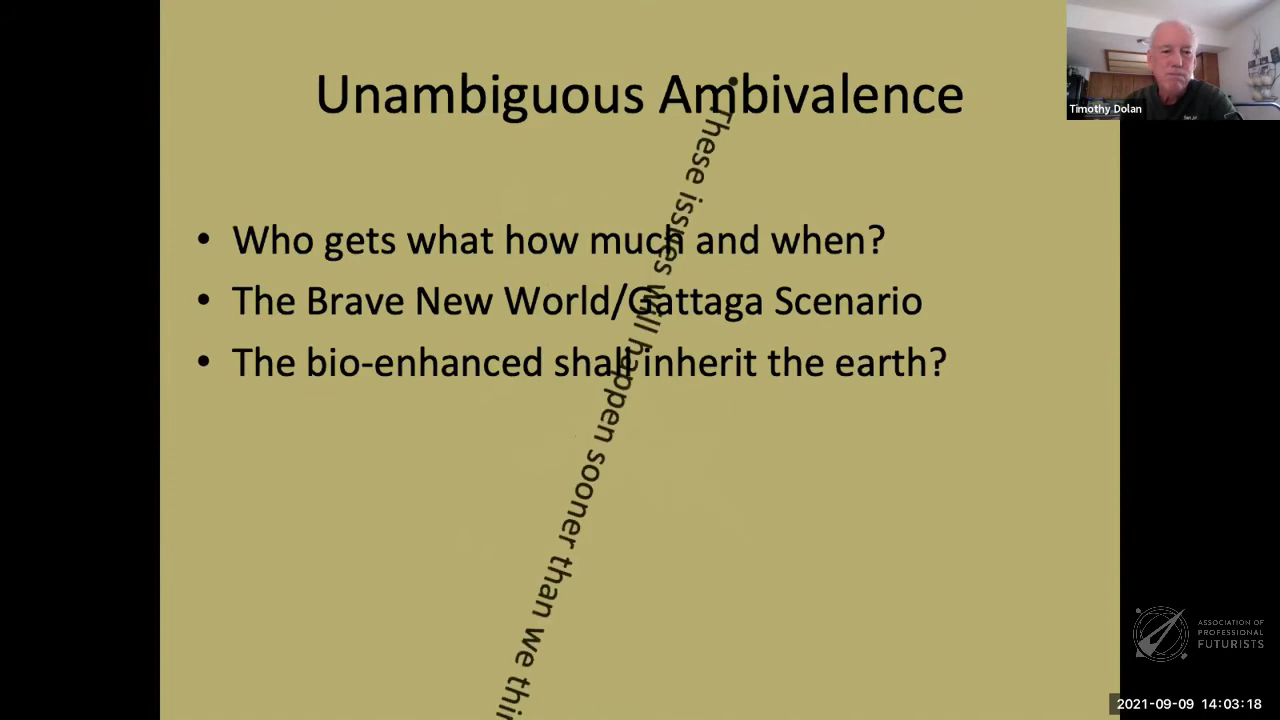 Unambiguous Ambivalence
• Who gets what how much and when?
• The Brave New World/Gattaga Scenario
• The bio-enhanced shall inherit the earth?
• These issues will happen sooner than we
Timothy Dolan
ASSOCIATION OF
PROFESSIONAL
FUTURISTS
2021-09-09 14:03:18